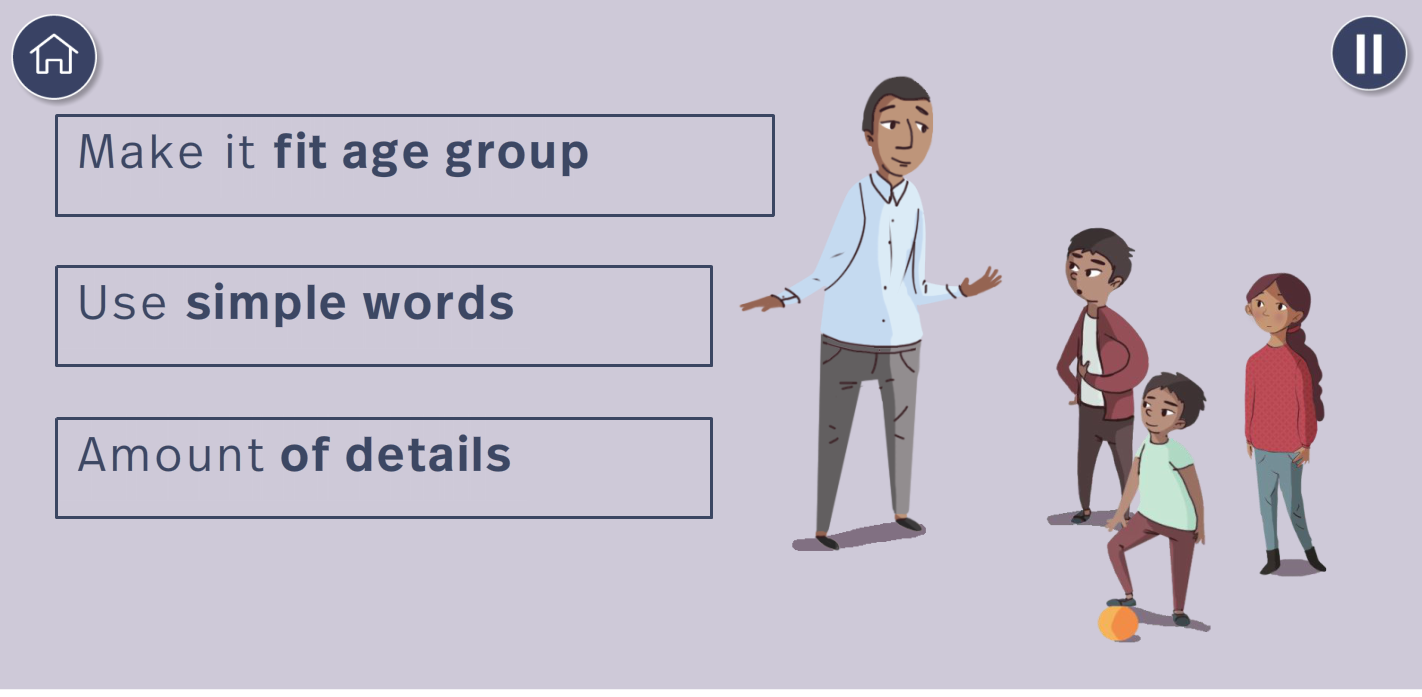 Make it fit age group
Use simple words
Amount of details